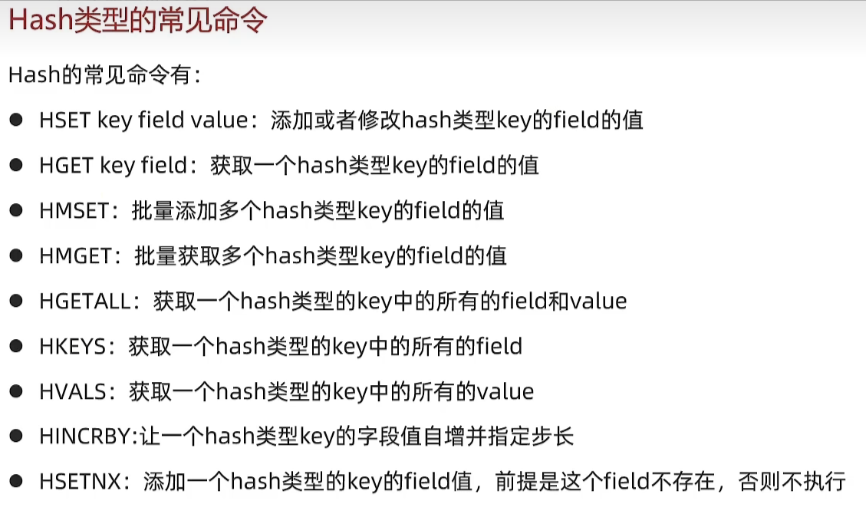 Hash类型的常见命令
Hash的常见命令有：
● HSET key field value：添加或者修改hash类型key的field的值
● HGET key field：获取一个hash类型key的field的值
● HMSET：批量添加多个hash类型key的field的值
● HMGET：批量获取多个hash类型key的field的值
● HGETALL：获取一个hash类型的key中的所有的field和value
● HKEYS：获取一个hash类型的key中的所有的field
● HVALS：获取一个hash类型的key中的所有的value
● HINCRBY:让一个hash类型key的字段值自增并指定步长
● HSETNX：添加一个hash类型的key的field值，前提是这个field不存在，否则不执行